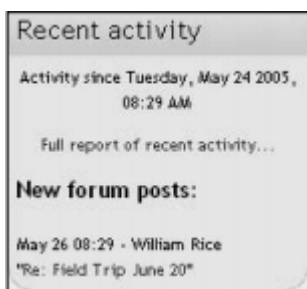 Recent activity
Activity since Tuesday, May 24 2005,
08:29 AM
Full report of recent activity...
New forum posts:
May 26 08:29 - William Rice
"Re: Field Trip June 20"